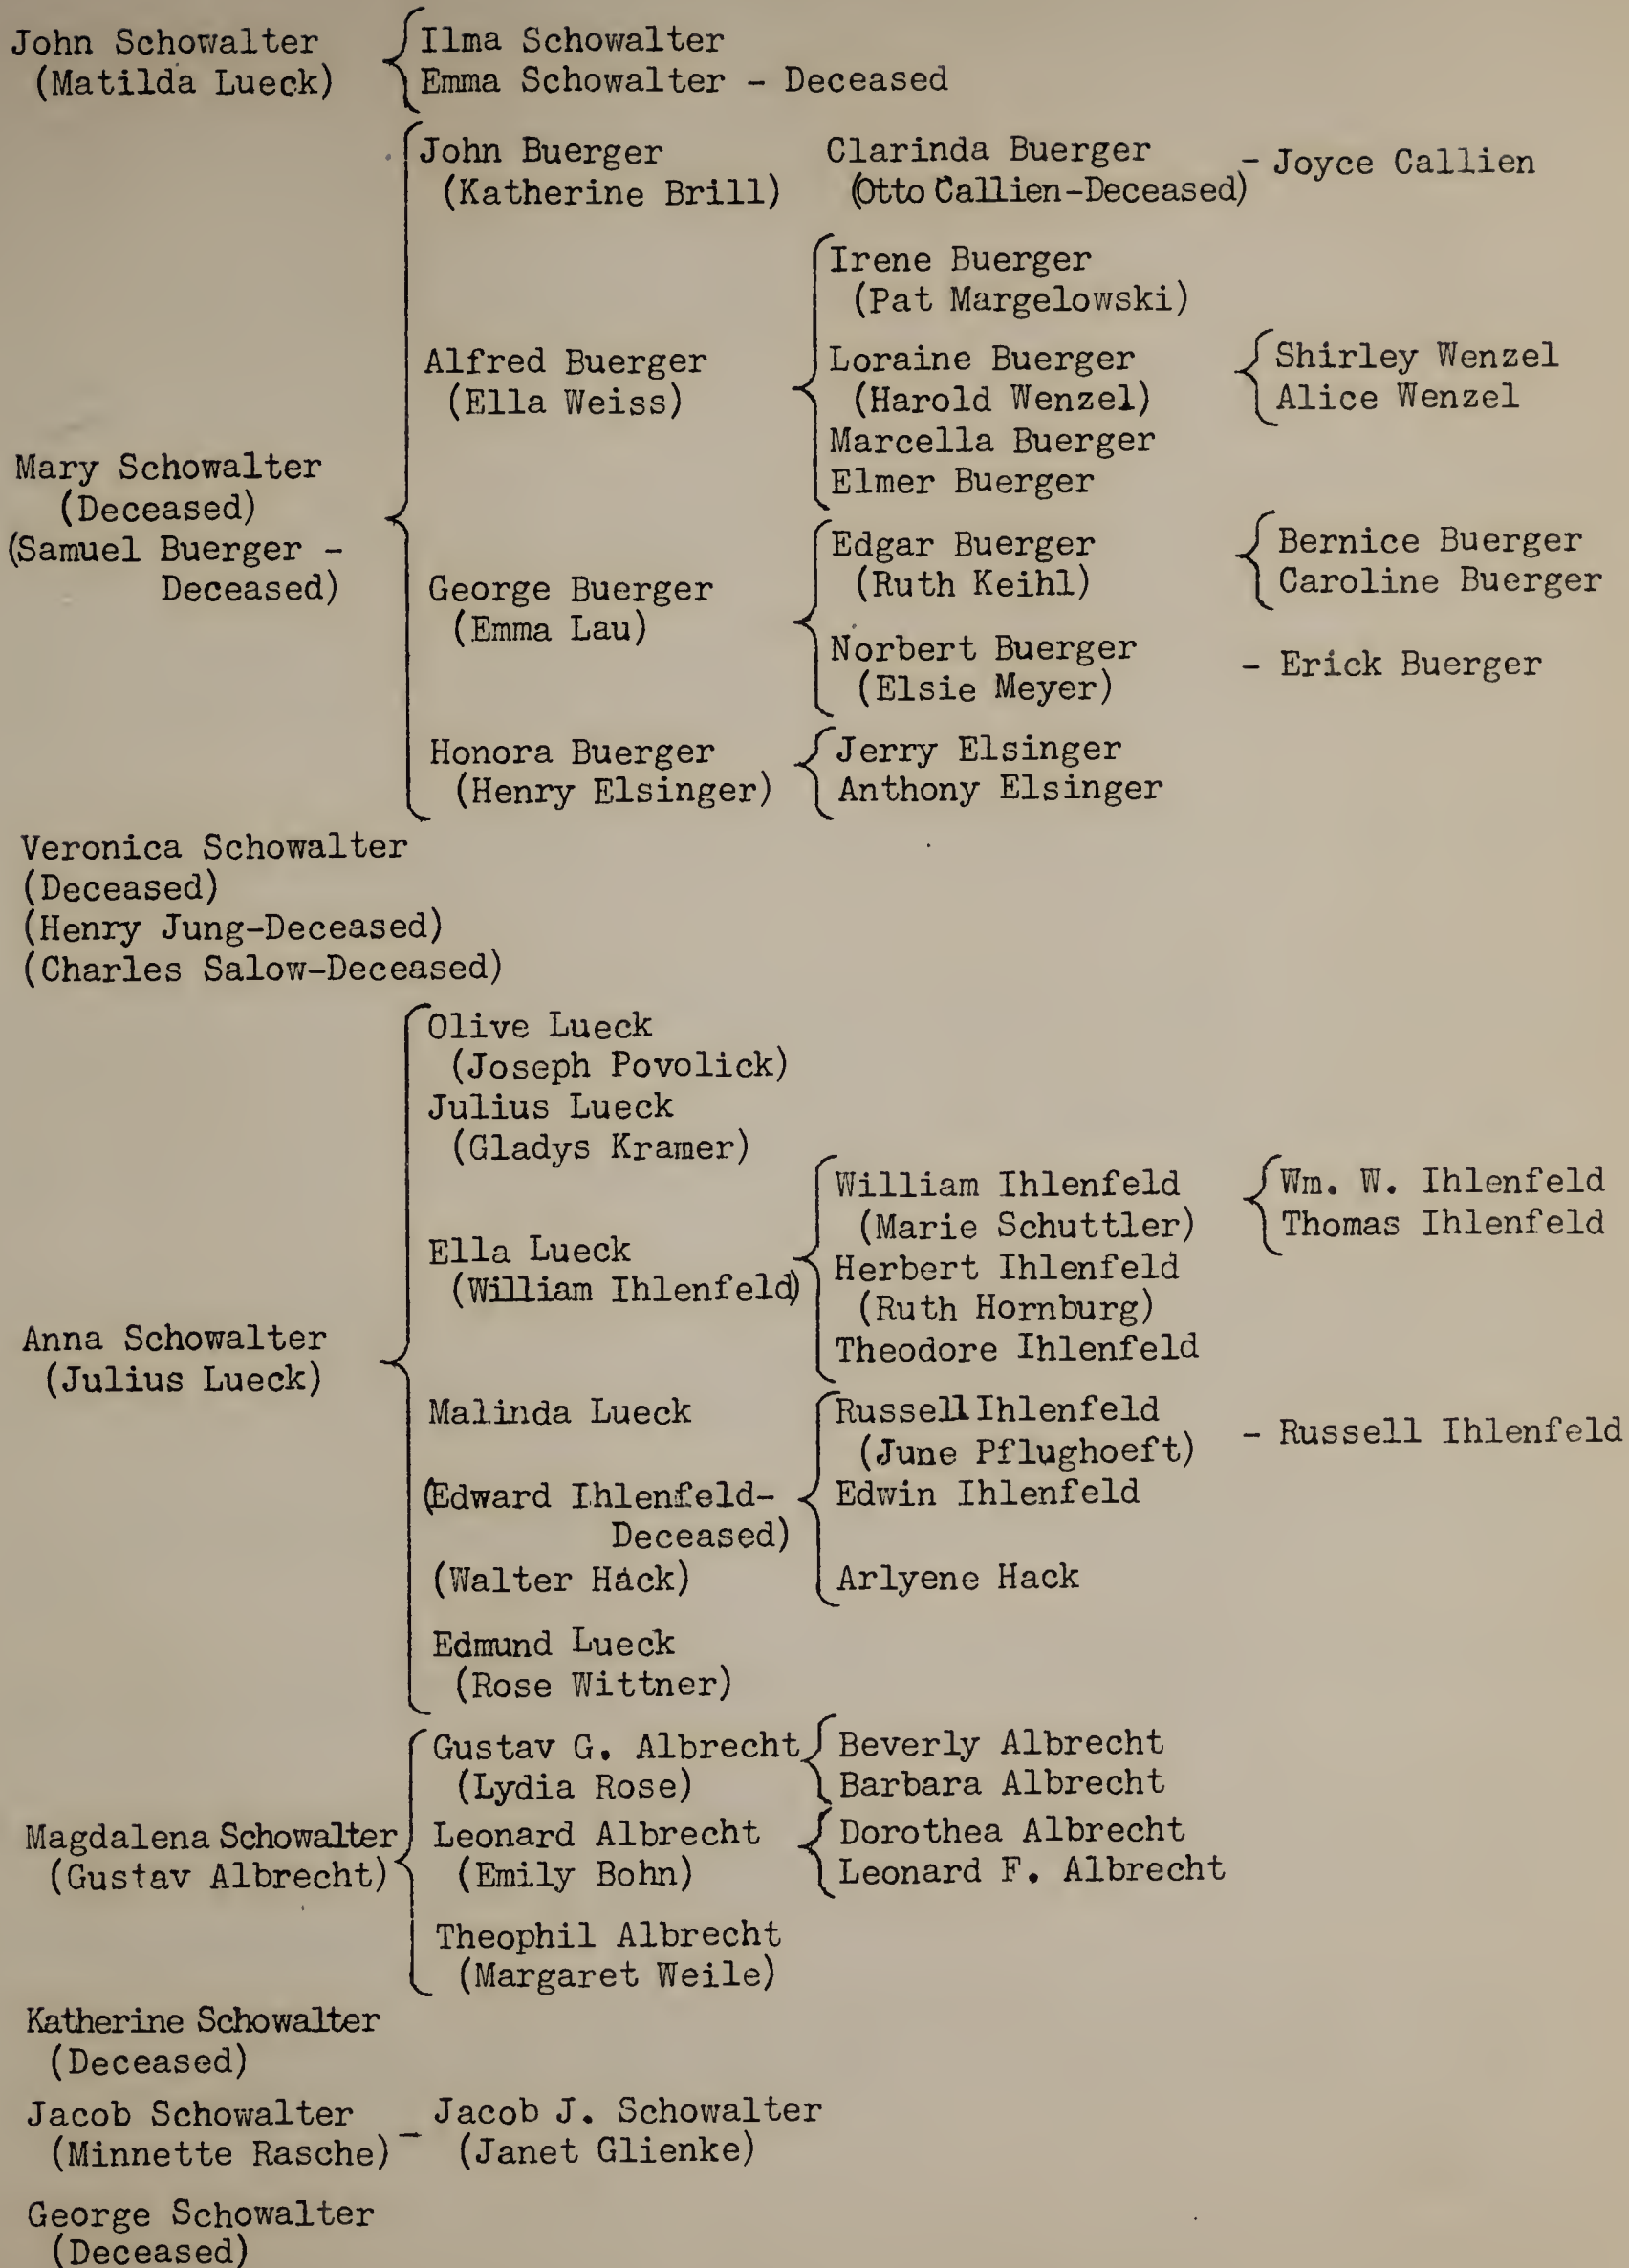 John Schowalter
(Matilda Lueck)
Ilma Schowalter
Emma Schowalter - Deceased
Mary Schowalter
(Deceased)
(Samuel Buerger -
Deceased)
John Buerger
(Katherine Brill)
Clarinda Buerger
(Otto Callien-Deceased)
- Joyce Callien
Alfred Buerger
(Ella Weiss)
Irene Buerger
(Pat Margelowski)
Loraine Buerger
(Harold Wenzel)
Shirley Wenzel
Alice Wenzel
Marcella Buerger
Elmer Buerger
George Buerger
(Emma Lau)
Edgar Buerger
(Ruth Keihl)
Bernice Buerger
Caroline Buerger
Norbert Buerger
(Elsie Meyer)
- Erick Buerger
Honora Buerger
(Henry Elsinger)
Jerry Elsinger
Anthony Elsinger
Veronica Schowalter
(Deceased)
(Henry Jung-Deceased)
(Charles Salow-Deceased)
Anna Schowalter
(Julius Lueck)
Olive Lueck
(Joseph Povolick)
Julius Lueck
(Gladys Kramer)
Ella Lueck
(William Ihlenfeld)
William Ihlenfeld
(Marie Schuttler)
Wm. W. Ihlenfeld
Thomas Ihlenfeld
Herbert Ihlenfeld
(Ruth Hornburg)
Theodore Ihlenfeld
Malinda Lueck
(Edward Ihlenfeld-
Deceased)
(Walter Hack)
Russell Ihlenfeld
(June Pflughoeft)
- Russell Ihlenfeld
Edwin Ihlenfeld
Arlyene Hack
Edmund Lueck
(Rose Wittner)
Magdalena Schowalter
(Gustav Albrecht)
Gustav G. Albrecht
(Lydia Rose)
Beverly Albrecht
Barbara Albrecht
Leonard Albrecht
(Emily Bohn)
Dorothea Albrecht
Leonard F. Albrecht
Theophil Albrecht
(Margaret Weile)
Katherine Schowalter
(Deceased)
Jacob Schowalter
(Minnette Rasche) -
Jacob J. Schowalter
(Janet Glienke)
George Schowalter
(Deceased)